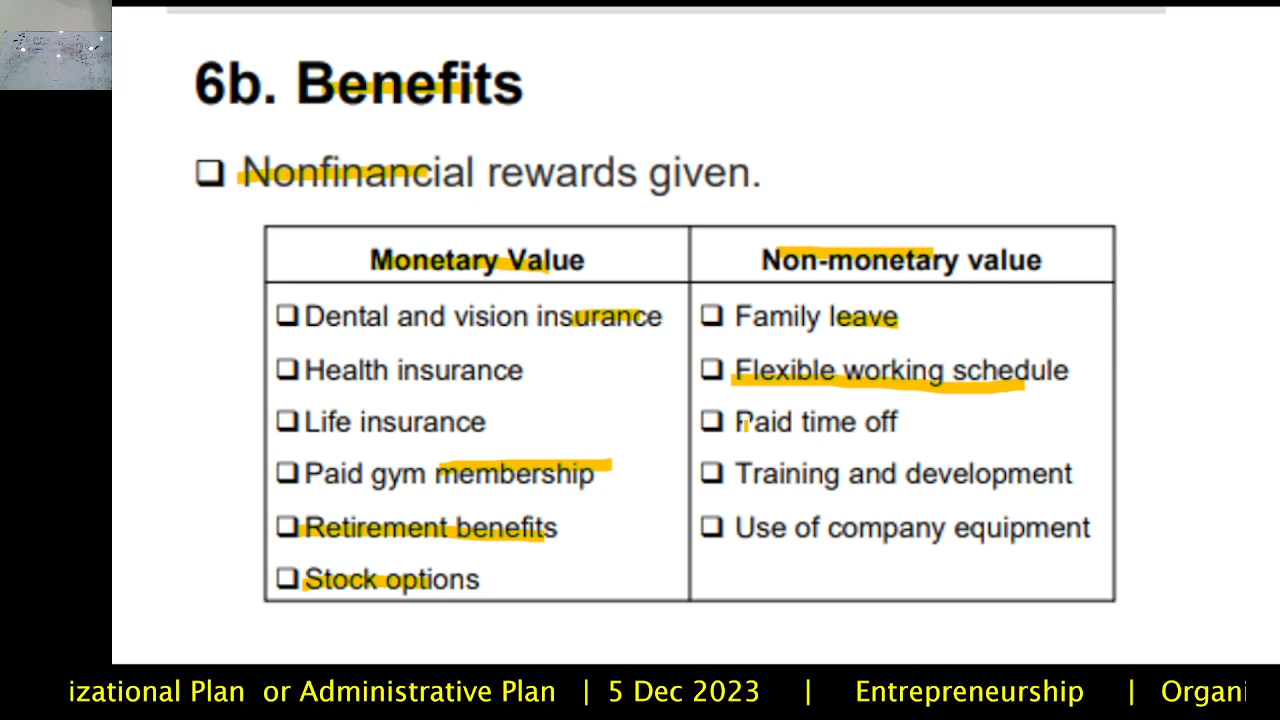 6b. Benefits
❑ Nonfinancial rewards given.
Monetary Value
❑ Dental and vision insurance
❑ Health insurance
❑ Life insurance
❑ Paid gym membership
❑ Retirement benefits
❑ Stock options
Non-monetary value
❑ Family leave
❑ Flexible working schedule
❑ Paid time off
❑ Training and development
❑ Use of company equipment
izational Plan or Administrative Plan | 5 Dec 2023 | Entrepreneurship | Organi